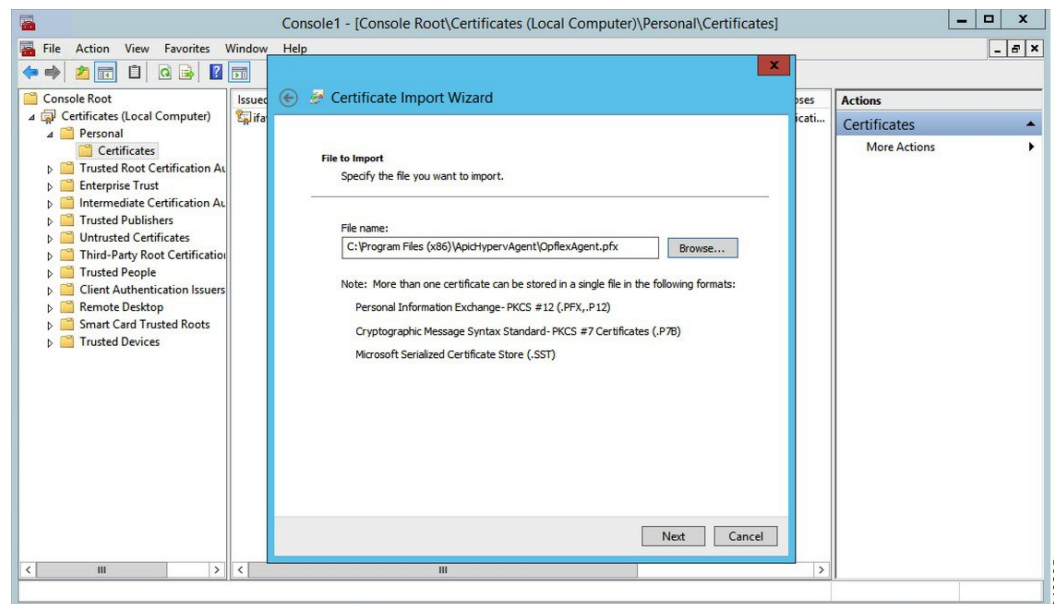 Console1 - [Console Root\Certificates (Local Computer)\Personal\Certificates]
File Action View Favorites Window Help
Console Root
Certificates (Local Computer)
Personal
Certificates
Trusted Root Certification Au
Enterprise Trust
Intermediate Certification Au
Trusted Publishers
Untrusted Certificates
Third-Party Root Certification
Trusted People
Client Authentication Issuers
Remote Desktop
Smart Card Trusted Roots
Trusted Devices
Issued
ifa
Certificate Import Wizard
File to Import
Specify the file you want to import.
File name:
C:\Program Files (x86)\ApicHypervAgent\OpflexAgent.pfx
Browse...
Note: More than one certificate can be stored in a single file in the following formats:
Personal Information Exchange- PKCS #12 (.PFX,.P12)
Cryptographic Message Syntax Standard- PKCS #7 Certificates (.P7B)
Microsoft Serialized Certificate Store (.SST)
Next Cancel
oses
icati...
Actions
Certificates
More Actions